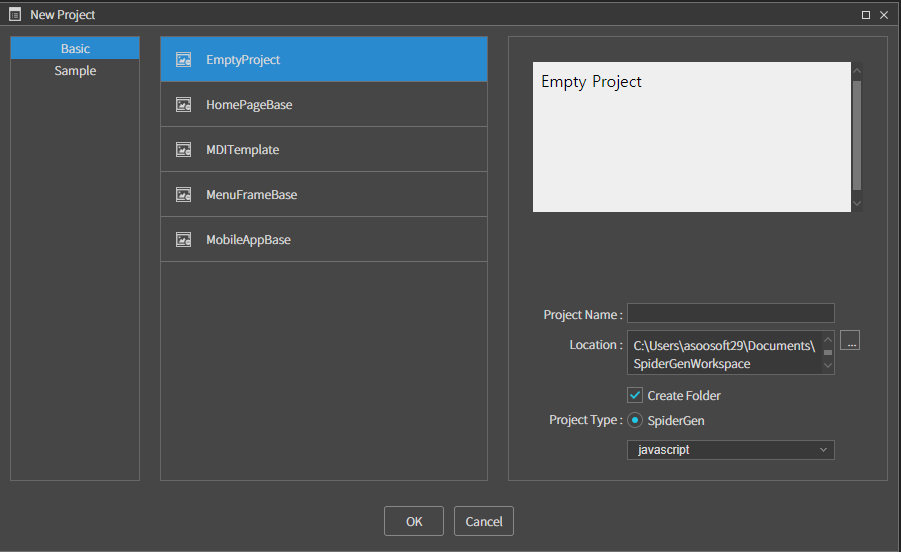 New Project
Basic
Sample
EmptyProject
HomePageBase
MDITemplate
MenuFrameBase
MobileAppBase
Empty Project
Project Name :
Location :
C:\Users\asoosoft29\Documents\
SpiderGenWorkspace
...
Create Folder
Project Type :
SpiderGen
javascript
OK
Cancel